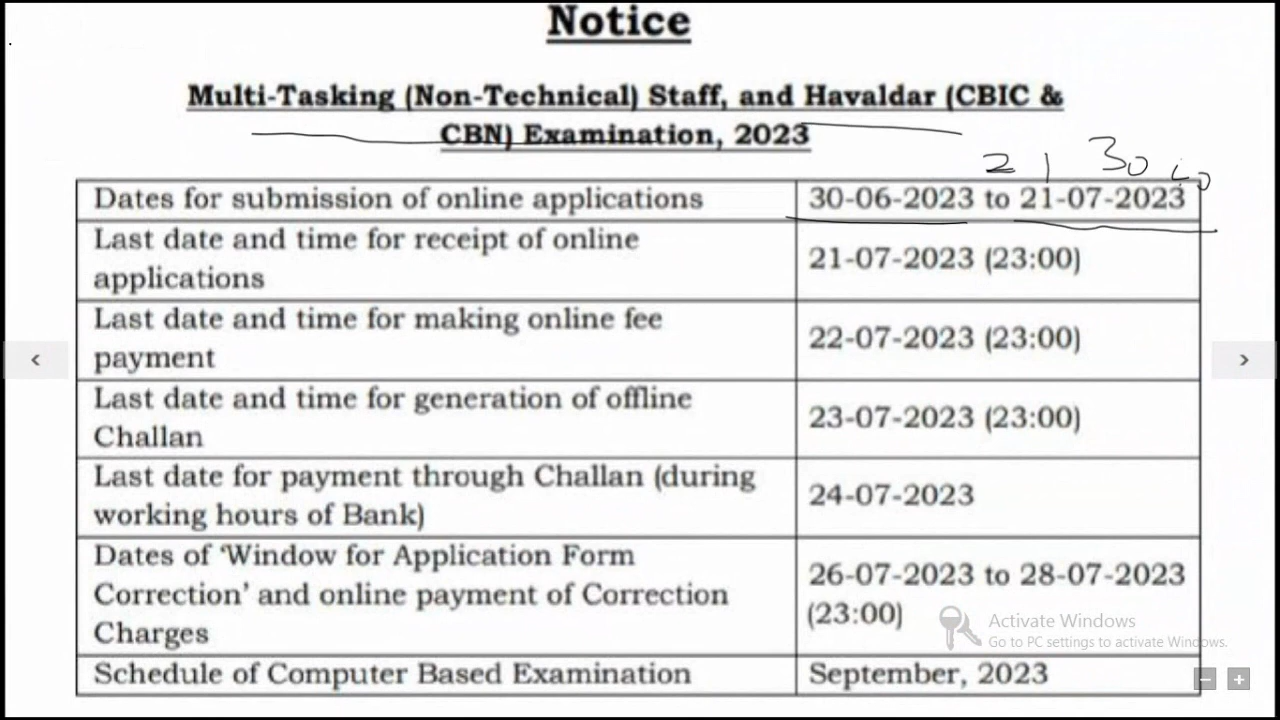 Notice
Multi-Tasking (Non-Technical) Staff, and Havaldar (CBIC &
CBN) Examination, 2023
2 1 30
Dates for submission of online applications
30-06-2023 to 21-07-2023
Last date and time for receipt of online
applications
21-07-2023 (23:00)
Last date and time for making online fee
payment
22-07-2023 (23:00)
Last date and time for generation of offline
Challan
23-07-2023 (23:00)
Last date for payment through Challan (during
working hours of Bank)
24-07-2023
Dates of ‘Window for Application Form
Correction’ and online payment of Correction
Charges
26-07-2023 to 28-07-2023
(23:00)
Activate Windows
Go to PC settings to activate Windows.
Schedule of Computer Based Examination
September, 2023